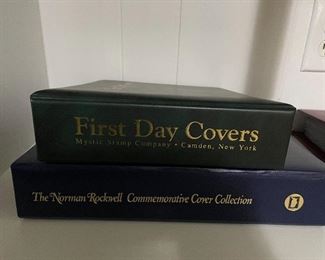 First Day Covers
Mystic Stamp Company • Camden, New York
The Norman Rockwell Commemorative Cover Collection